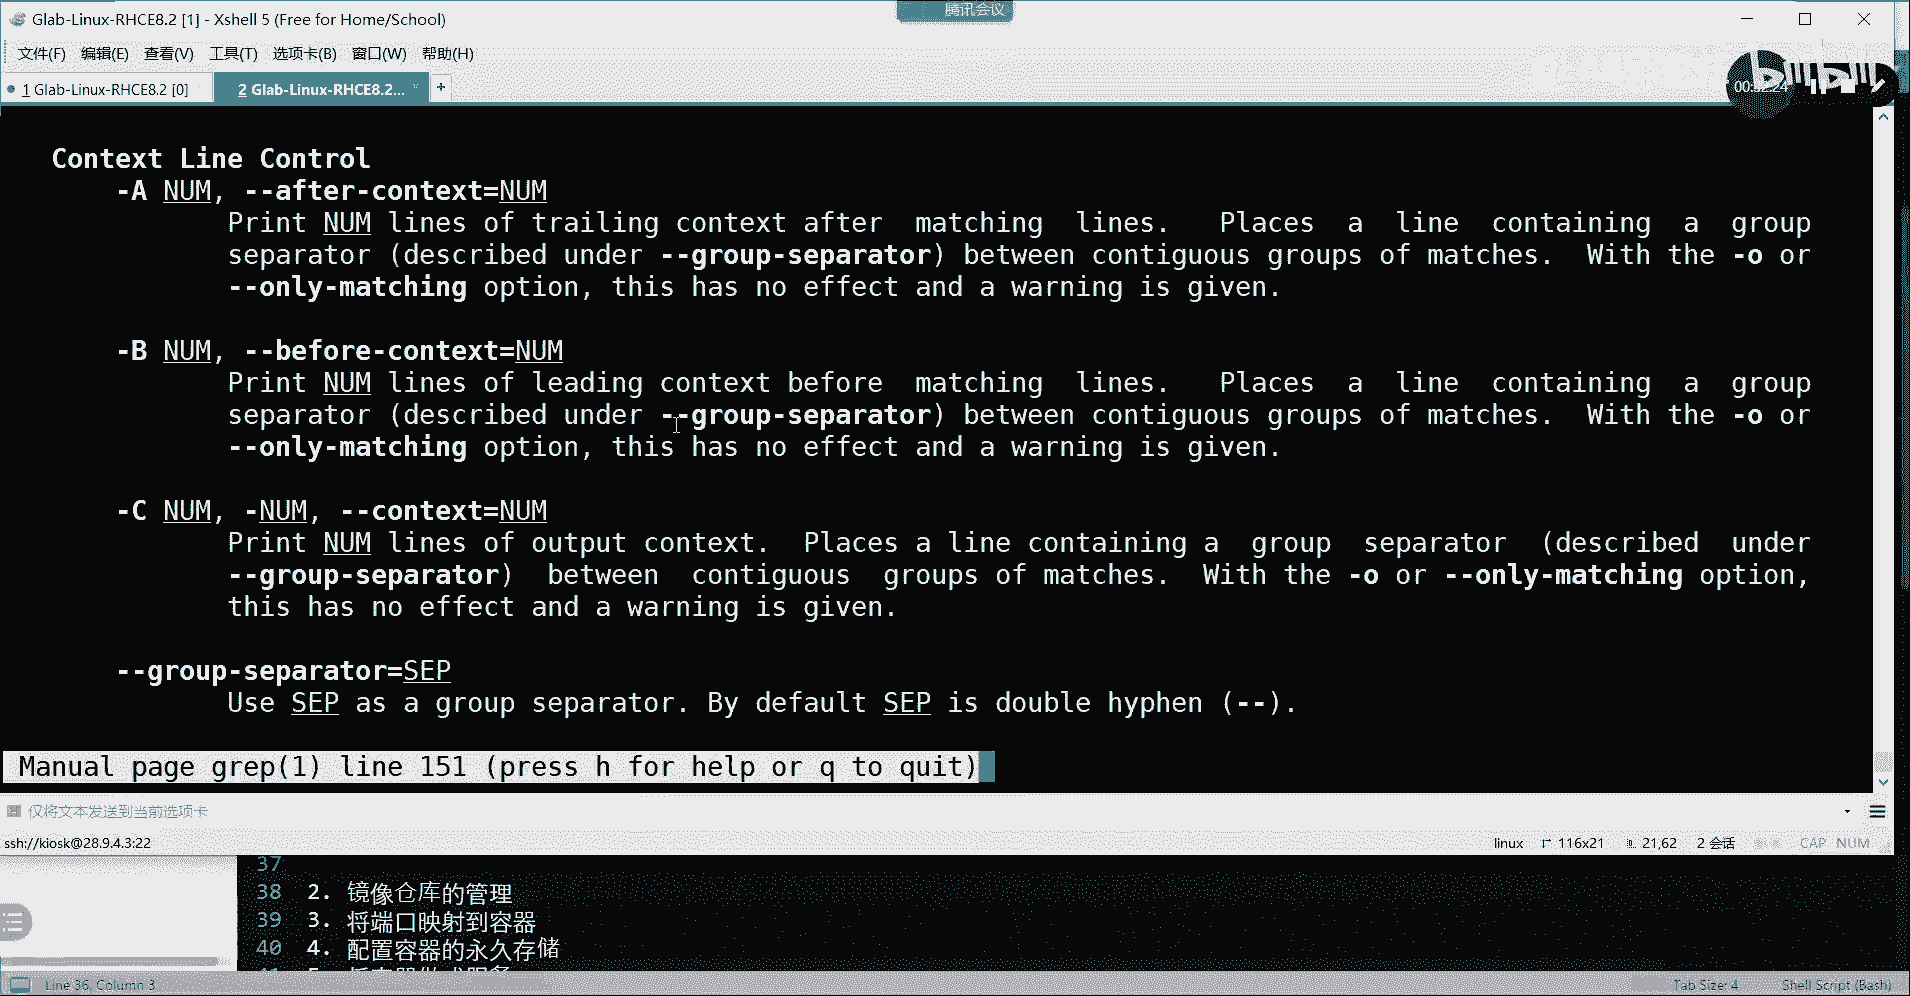 Glab-Linux-RHCE8.2 [1] - Xshell 5 (Free for Home/School)
腾讯会议
文件(F) 编辑(E) 查看(V) 工具(T) 选项卡(B) 窗口(W) 帮助(H)
1 Glab-Linux-RHCE8.2 [0] 2 Glab-Linux-RHCE8.2... +
Context Line Control
-A NUM, --after-context=NUM
Print NUM lines of trailing context after matching lines. Places a line containing a group
separator (described under --group-separator) between contiguous groups of matches. With the -o or
--only-matching option, this has no effect and a warning is given.
-B NUM, --before-context=NUM
Print NUM lines of leading context before matching lines. Places a line containing a group
separator (described under --group-separator) between contiguous groups of matches. With the -o or
--only-matching option, this has no effect and a warning is given.
-C NUM, -NUM, --context=NUM
Print NUM lines of output context. Places a line containing a group separator (described under
--group-separator) between contiguous groups of matches. With the -o or --only-matching option,
this has no effect and a warning is given.
--group-separator=SEP
Use SEP as a group separator. By default SEP is double hyphen (--).
Manual page grep(1) line 151 (press h for help or q to quit)
仅将文本发送到当前选项卡
ssh://kiosk@28.9.4.3:22 linux 116x21 21,62 2 会话 CAP NUM
37
38 2. 镜像仓库的管理
39 3. 将端口映射到容器
40 4. 配置容器的永久存储
Line 36, Column 3 Tab Size: 4 Shell Script (Bash)